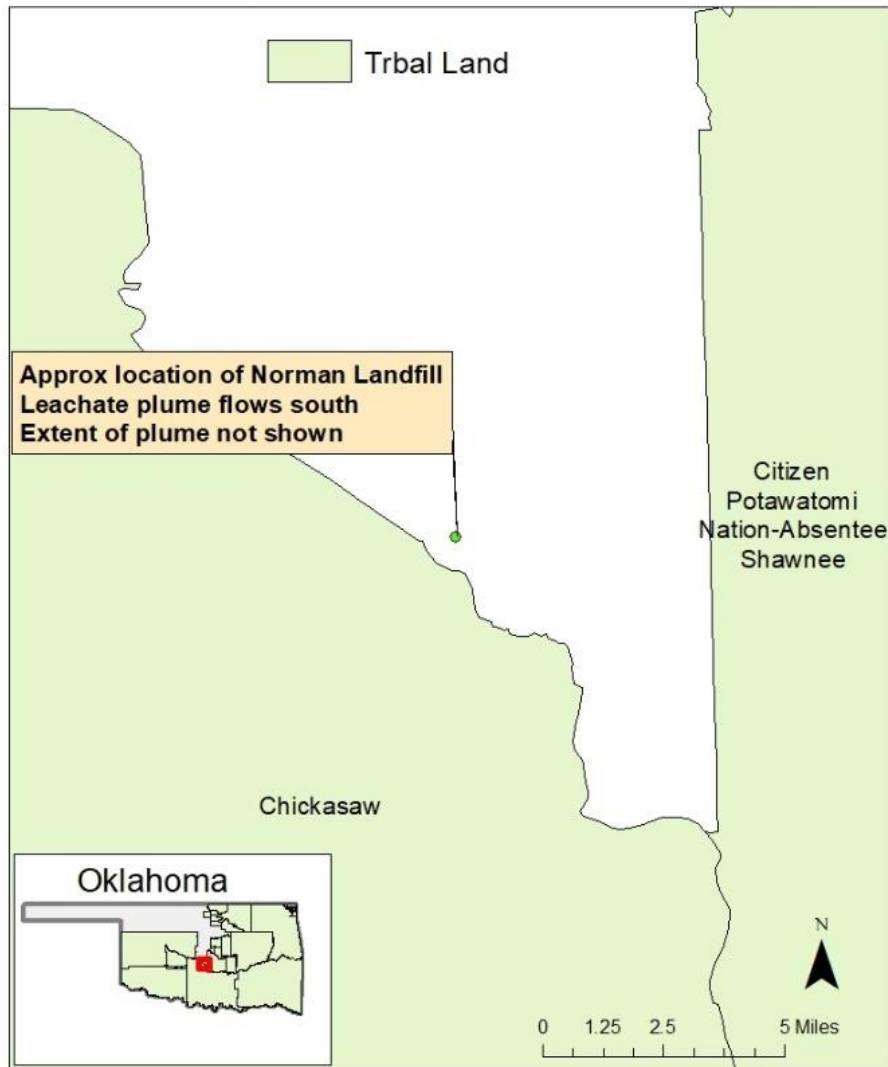 Trbal Land
Approx location of Norman Landfill
Leachate plume flows south
Extent of plume not shown
Citizen
Potawatomi
Nation-Absentee
Shawnee
Chickasaw
Oklahoma
N
0 1.25 2.5 5 Miles